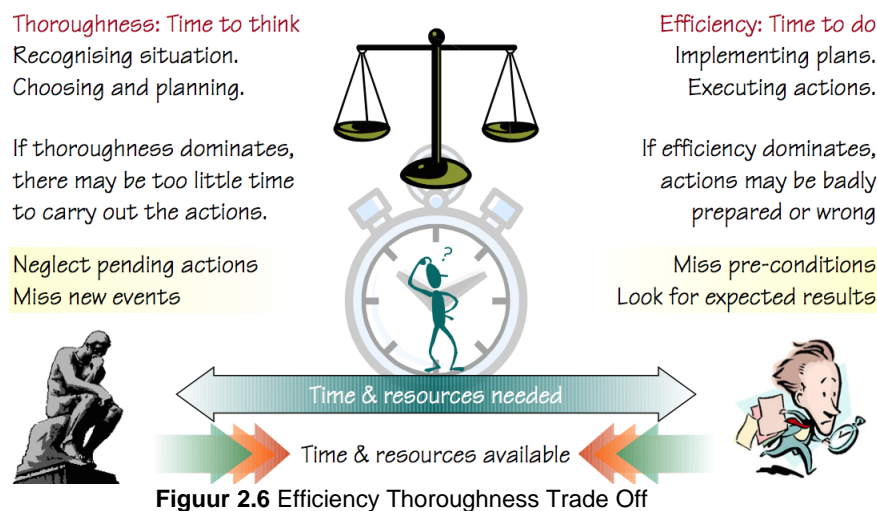 Thoroughness: Time to think
Recognising situation.
Choosing and planning.
If thoroughness dominates,
there may be too little time
to carry out the actions.
Neglect pending actions
Miss new events
Efficiency: Time to do
Implementing plans.
Executing actions.
If efficiency dominates,
actions may be badly
prepared or wrong
Miss pre-conditions
Look for expected results
?
Time & resources needed
Time & resources available
Figuur 2.6 Efficiency Thoroughness Trade Off